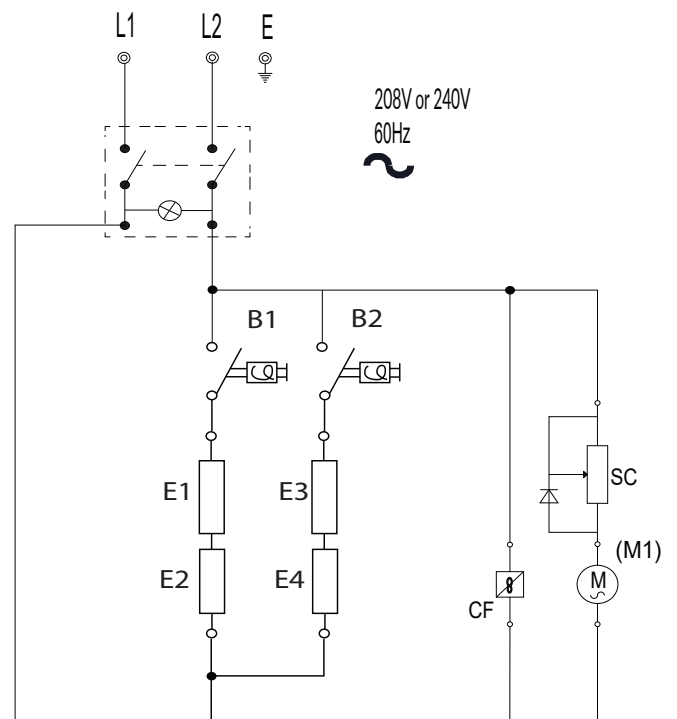 L1 L2 E
208V or 240V
60Hz
B1 B2
E1 E3 SC
(M1)
E2 E4 M
CF